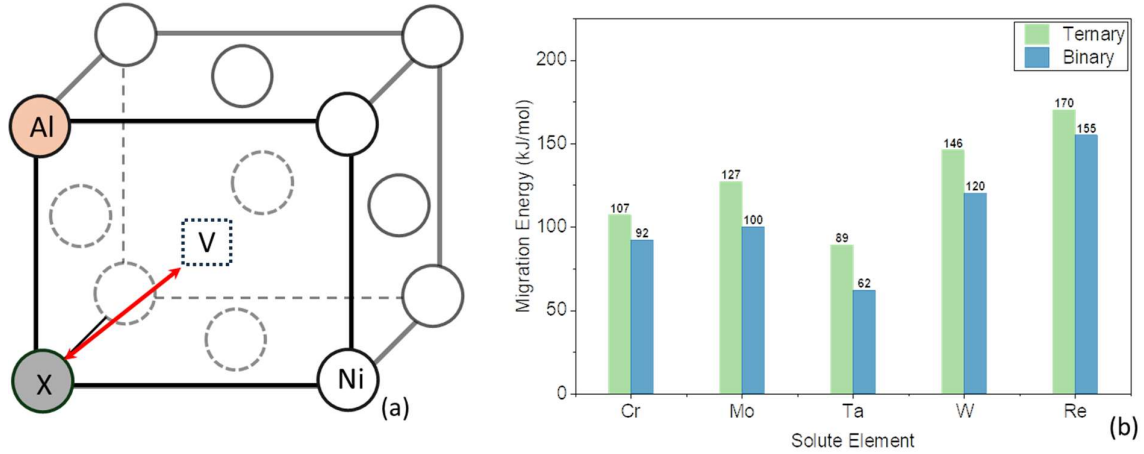 Al
V
X
Ni
(a)
Migration Energy (kJ/mol)
200
150
100
50
0
Ternary
Binary
107
92
127
100
89
62
146
120
170
155
Cr
Mo
Ta
W
Re
Solute Element
(b)